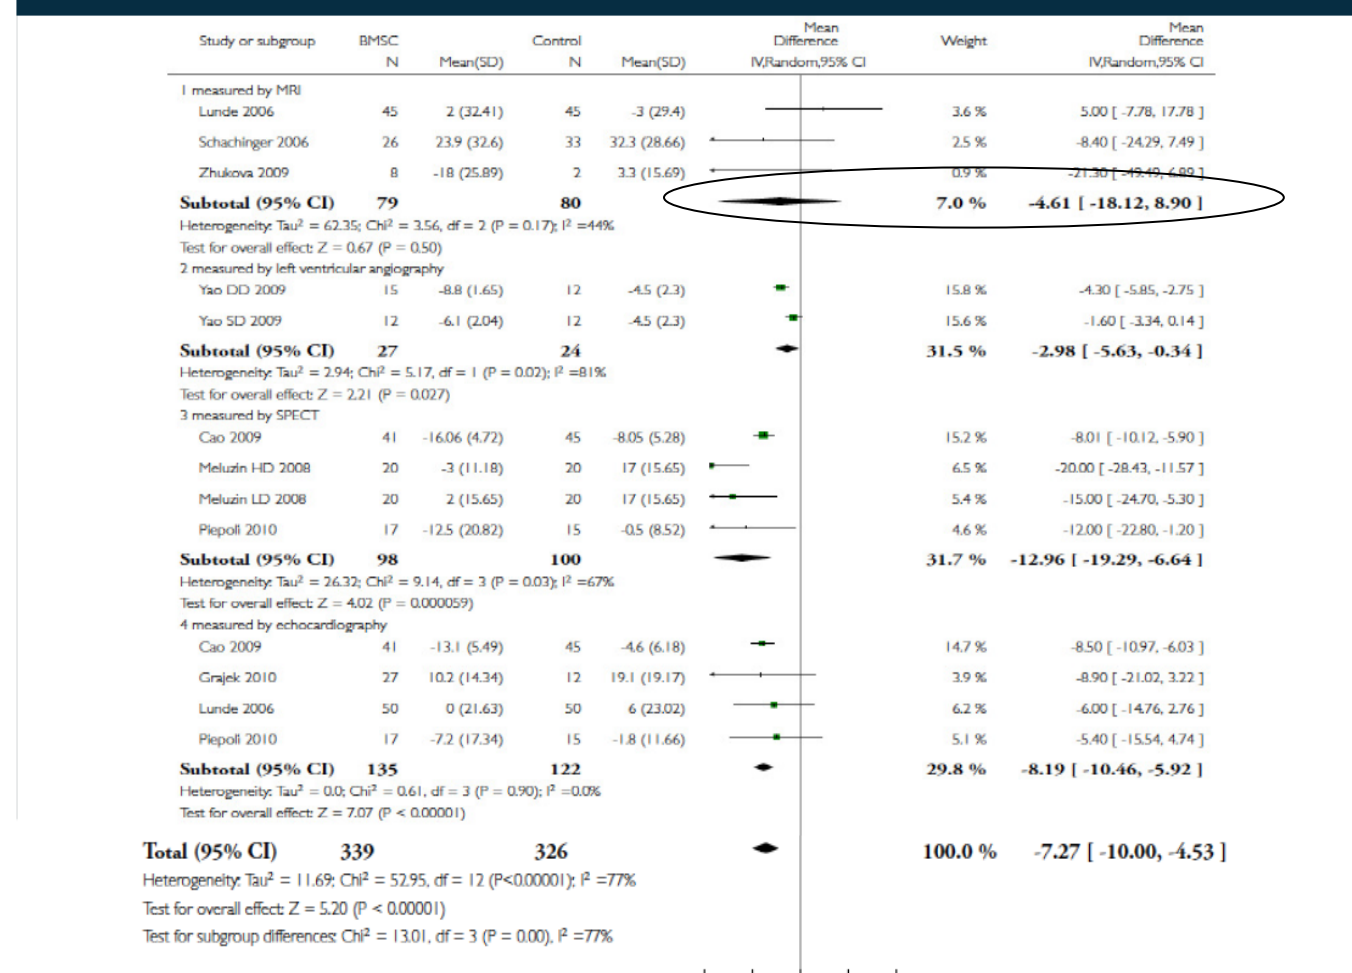 Mean Mean
Study or subgroup BMSC Control Difference Weight Difference
N Mean(SD) N Mean(SD) IV,Random,95% CI IV,Random,95% CI
1 measured by MRI
Lunde 2006 45 2 (32.41) 45 -3 (29.4) 3.6 % 5.00 [ -7.78, 17.78 ]
Schachinger 2006 26 23.9 (32.6) 33 32.3 (28.66) 2.5 % -8.40 [ -24.29, 7.49 ]
Zhukova 2009 8 -18 (25.89) 2 3.3 (15.69) 0.9 % -21.30 [ -49.49, 6.89 ]
Subtotal (95% CI) 79 80 7.0 % -4.61 [ -18.12, 8.90 ]
Heterogeneity: Tau² = 62.35; Chi² = 3.56, df = 2 (P = 0.17); I² =44%
Test for overall effect: Z = 0.67 (P = 0.50)
2 measured by left ventricular angiography
Yao DD 2009 15 -8.8 (1.65) 12 -4.5 (2.3) 15.8 % -4.30 [ -5.85, -2.75 ]
Yao SD 2009 12 -6.1 (2.04) 12 -4.5 (2.3) 15.6 % -1.60 [ -3.34, 0.14 ]
Subtotal (95% CI) 27 24 31.5 % -2.98 [ -5.63, -0.34 ]
Heterogeneity: Tau² = 2.94; Chi² = 5.17, df = 1 (P = 0.02); I² =81%
Test for overall effect: Z = 2.21 (P = 0.027)
3 measured by SPECT
Cao 2009 41 -16.06 (4.72) 45 -8.05 (5.28) 15.2 % -8.01 [ -10.12, -5.90 ]
Meluzin HD 2008 20 -3 (11.18) 20 17 (15.65) 6.5 % -20.00 [ -28.43, -11.57 ]
Meluzin LD 2008 20 2 (15.65) 20 17 (15.65) 5.4 % -15.00 [ -24.70, -5.30 ]
Piepoli 2010 17 -12.5 (20.82) 15 -0.5 (8.52) 4.6 % -12.00 [ -22.80, -1.20 ]
Subtotal (95% CI) 98 100 31.7 % -12.96 [ -19.29, -6.64 ]
Heterogeneity: Tau² = 26.32; Chi² = 9.14, df = 3 (P = 0.03); I² =67%
Test for overall effect: Z = 4.02 (P = 0.000059)
4 measured by echocardiography
Cao 2009 41 -13.1 (5.49) 45 -4.6 (6.18) 14.7 % -8.50 [ -10.97, -6.03 ]
Grajek 2010 27 10.2 (14.34) 12 19.1 (19.17) 3.9 % -8.90 [ -21.02, 3.22 ]
Lunde 2006 50 0 (21.63) 50 6 (23.02) 6.2 % -6.00 [ -14.76, 2.76 ]
Piepoli 2010 17 -7.2 (17.34) 15 -1.8 (11.66) 5.1 % -5.40 [ -15.54, 4.74 ]
Subtotal (95% CI) 135 122 29.8 % -8.19 [ -10.46, -5.92 ]
Heterogeneity: Tau² = 0.0; Chi² = 0.61, df = 3 (P = 0.90); I² =0.0%
Test for overall effect: Z = 7.07 (P < 0.00001)
Total (95% CI) 339 326 100.0 % -7.27 [ -10.00, -4.53 ]
Heterogeneity: Tau² = 11.69; Chi² = 52.95, df = 12 (P<0.00001); I² =77%
Test for overall effect: Z = 5.20 (P < 0.00001)
Test for subgroup differences: Chi² = 13.01, df = 3 (P = 0.00), I² =77%